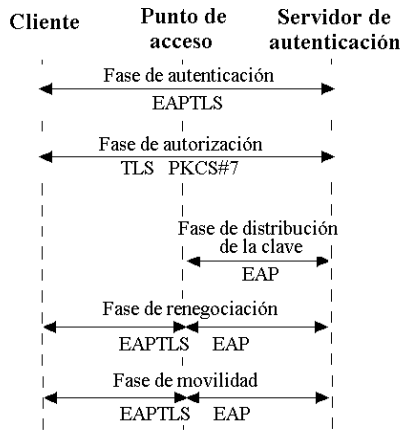 Cliente
Punto de
acceso
Servidor de
autenticación
Fase de autenticación
EAPTLS
Fase de autorización
TLS PKCS#7
Fase de distribución
de la clave
EAP
Fase de renegociación
EAPTLS EAP
Fase de movilidad
EAPTLS EAP